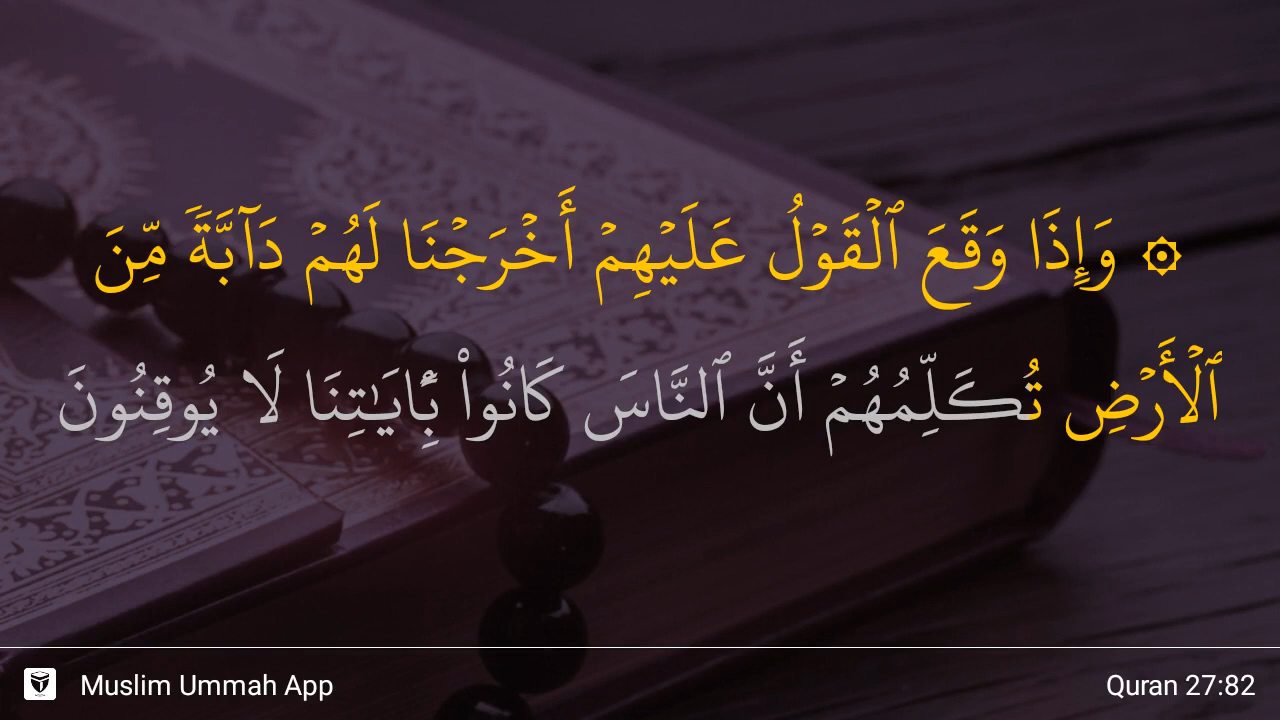 ۞ وَإِذَا وَقَعَ ٱلْقَوْلُ عَلَيْهِمْ أَخْرَجْنَا لَهُمْ دَآبَّةًۭ مِّنَ
ٱلْأَرْضِ تُكَلِّمُهُمْ أَنَّ ٱلنَّاسَ كَانُوا۟ بِـَٔايَـٰتِنَا لَا يُوقِنُونَ
Muslim Ummah App
Quran 27:82